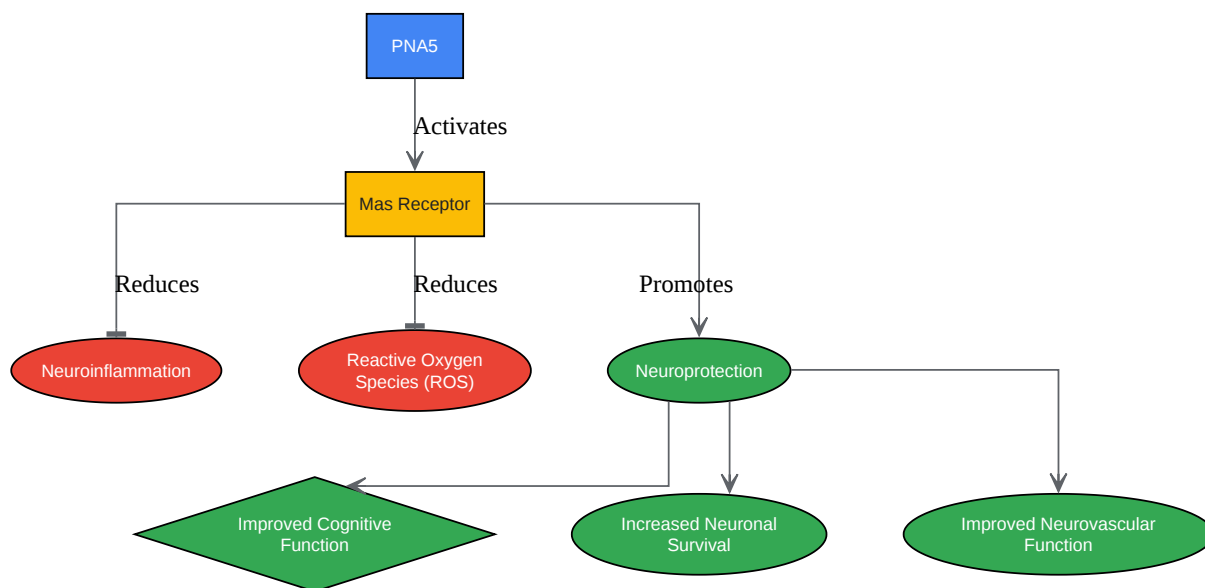 PNA5
Activates
Mas Receptor
Reduces
Reduces
Promotes
Neuroinflammation
Reactive Oxygen
Species (ROS)
Neuroprotection
Improved Cognitive
Function
Increased Neuronal
Survival
Improved Neurovascular
Function